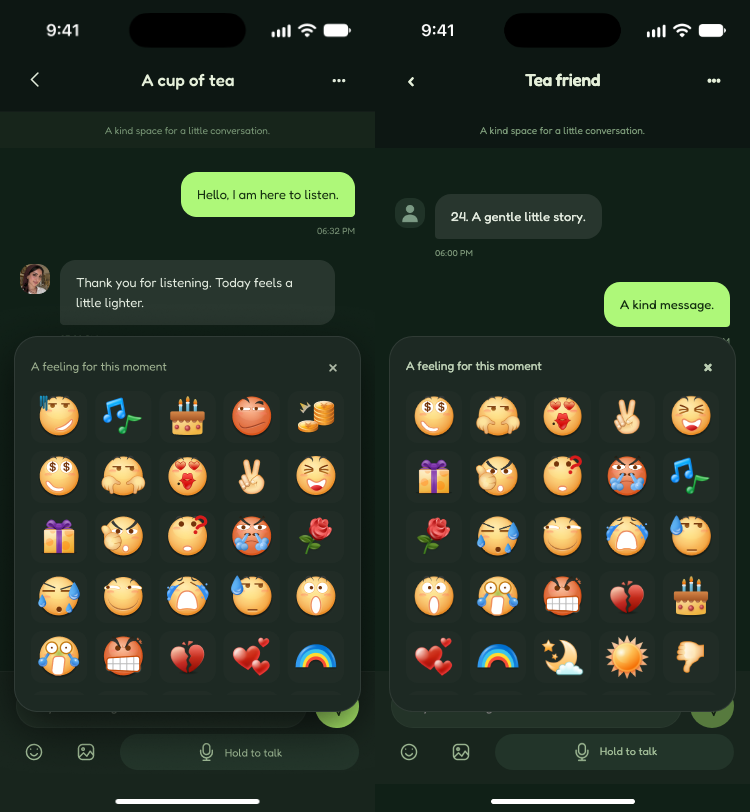 9:41
A cup of tea
A kind space for a little conversation.
Hello, I am here to listen.
06:32 PM
Thank you for listening. Today feels a
little lighter.
A feeling for this moment
Hold to talk
9:41
Tea friend
A kind space for a little conversation.
24. A gentle little story.
06:00 PM
A kind message.
A feeling for this moment
Hold to talk